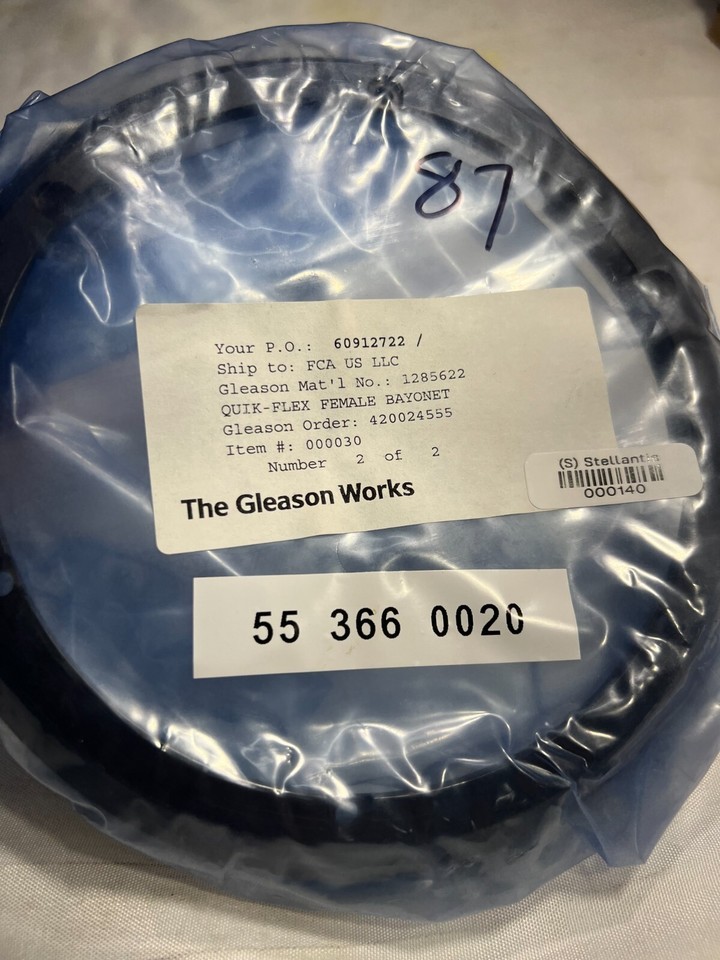 87
Your P.O.: 60912722 /
Ship to: FCA US LLC
Gleason Mat'l No.: 1285622
QUIK-FLEX FEMALE BAYONET
Gleason Order: 420024555
Item #: 000030
Number 2 of 2
The Gleason Works
(S) Stellantis
000140
55 366 0020